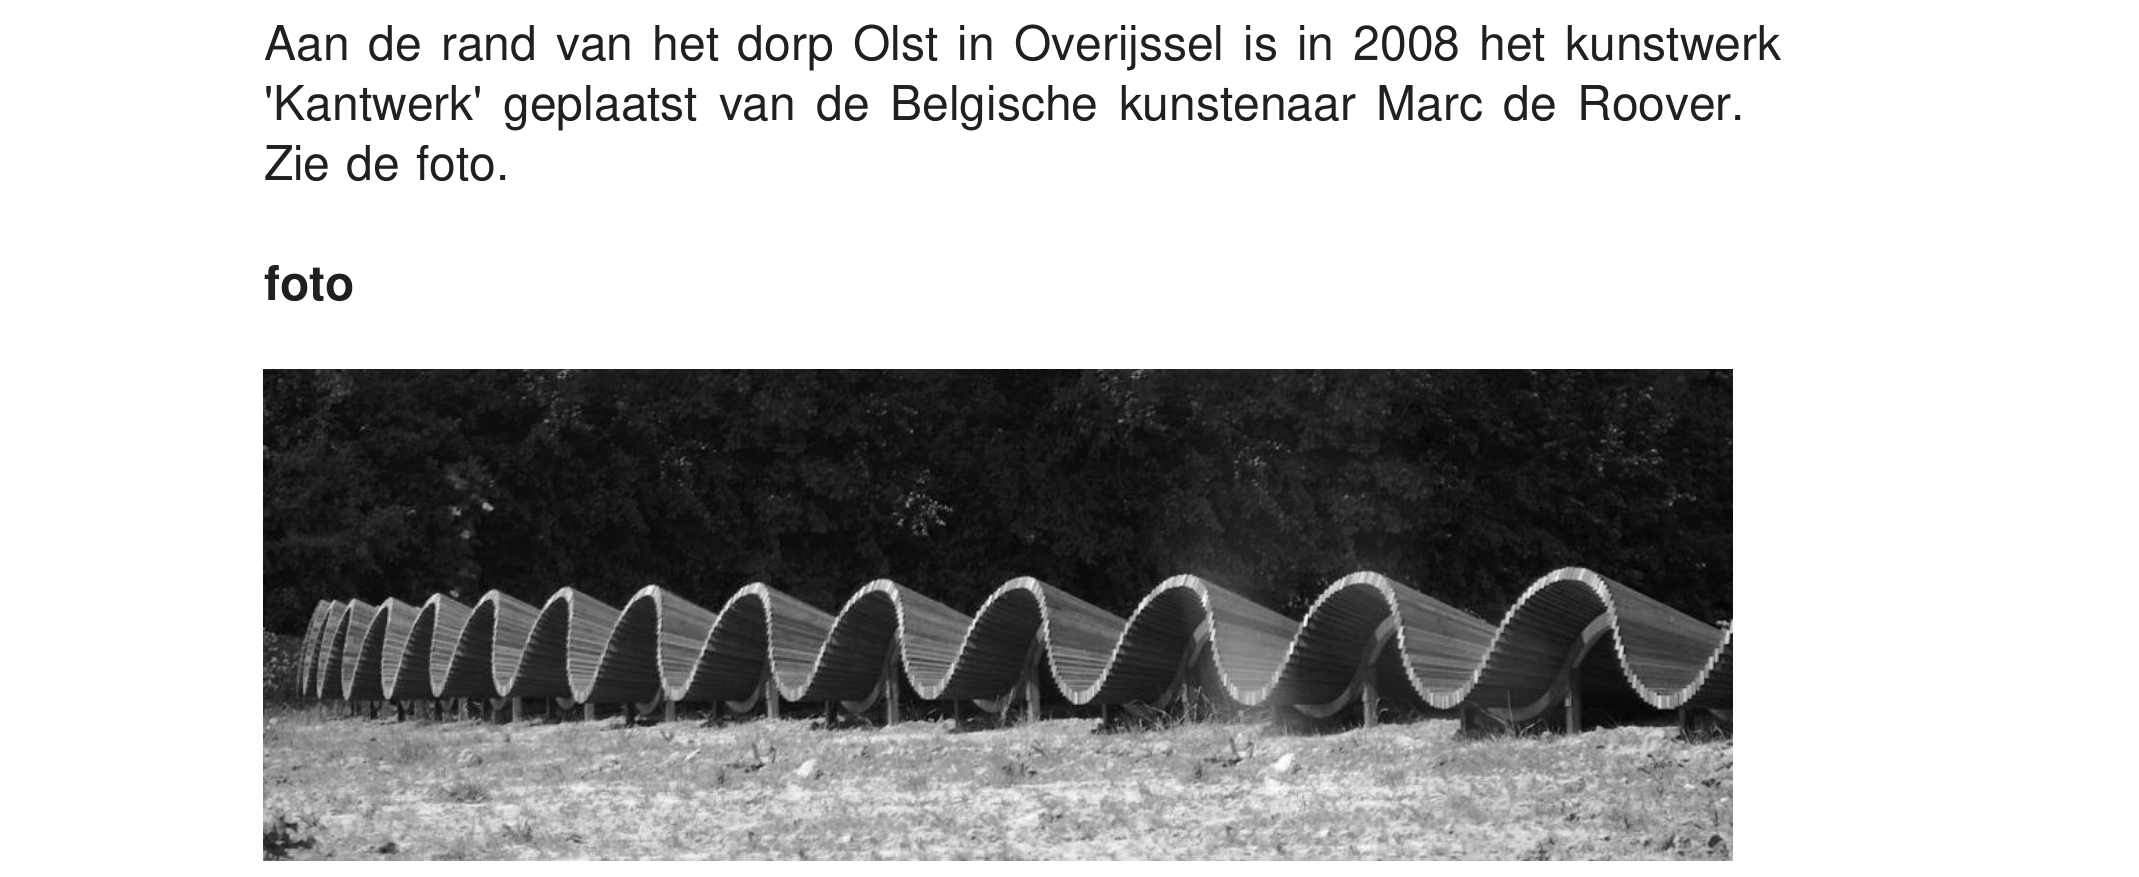 Aan de rand van het dorp Olst in Overijssel is in 2008 het kunstwerk
'Kantwerk' geplaatst van de Belgische kunstenaar Marc de Roover.
Zie de foto.
foto